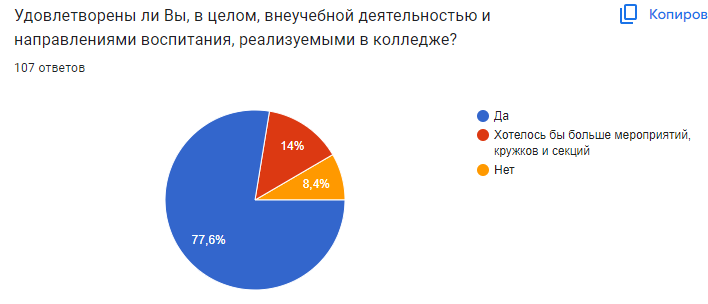 Удовлетворены ли Вы, в целом, внеучебной деятельностью и
направлениями воспитания, реализуемыми в колледже?
Копиров
107 ответов
14%
8,4%
77,6%
Да
Хотелось бы больше мероприятий,
кружков и секций
Нет